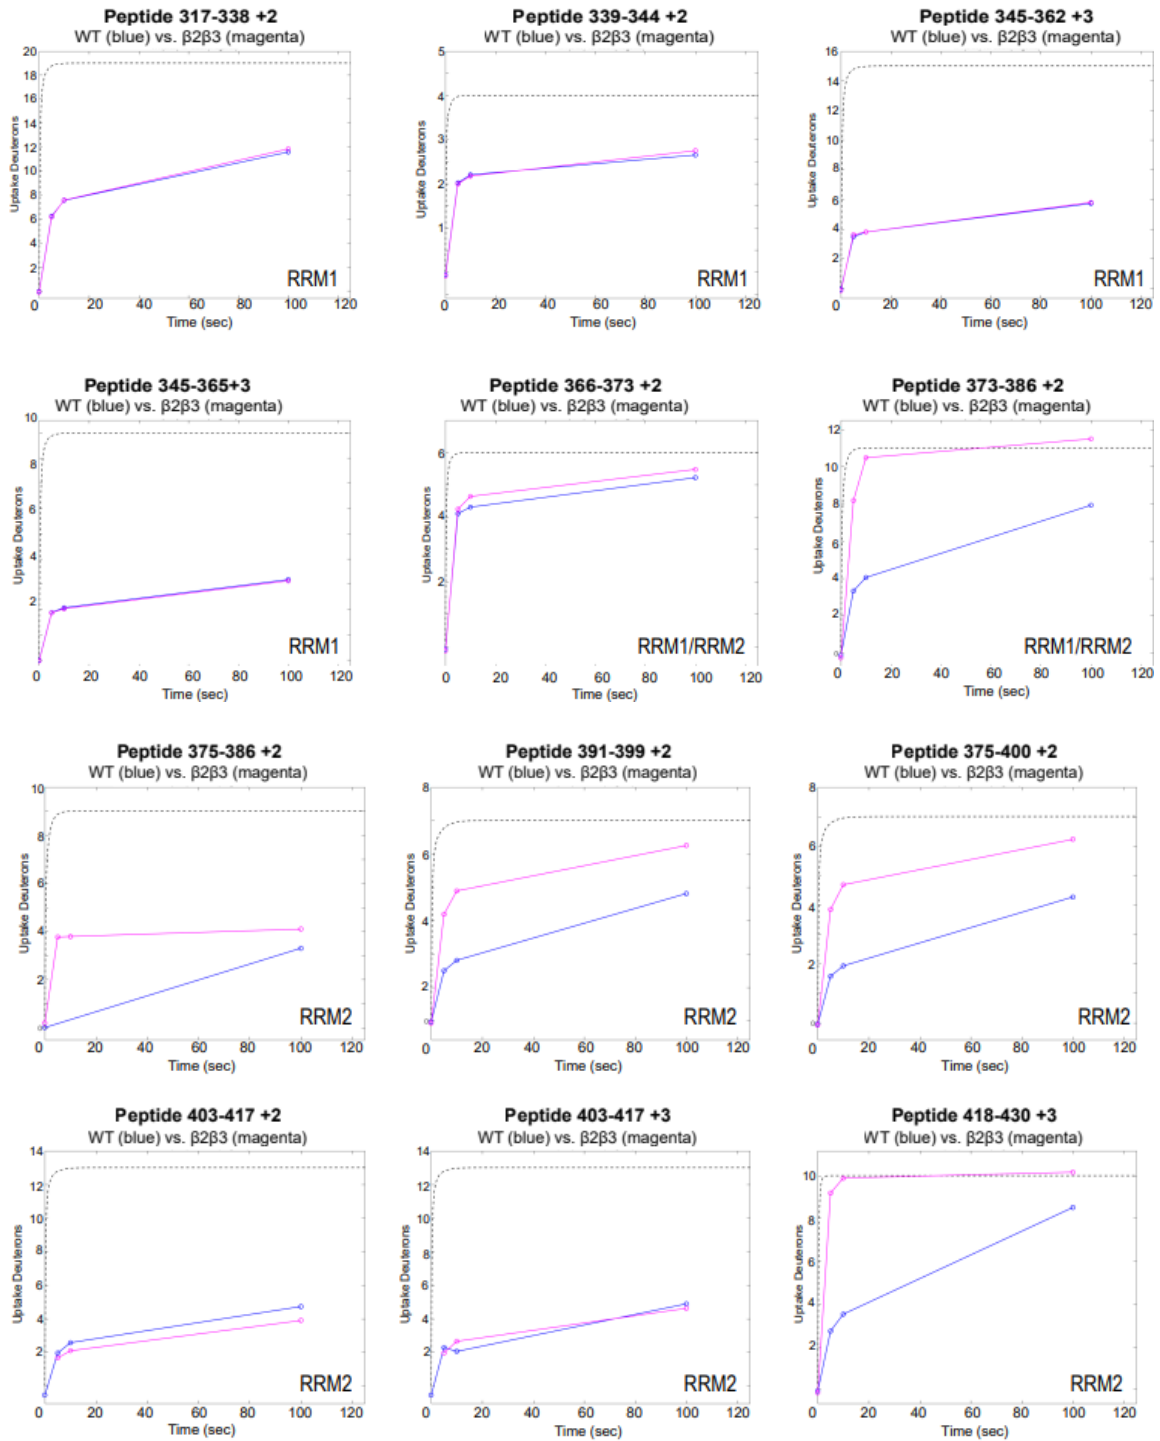 Peptide 317-338 +2
WT (blue) vs. β2β3 (magenta)
20
18
16
14
12
10
8
6
4
2
Uptake Deuterons
RRM1
0 20 40 60 80 100 120
Time (sec)
Peptide 339-344 +2
WT (blue) vs. β2β3 (magenta)
5
4
3
2
1
Uptake Deuterons
RRM1
0 20 40 60 80 100 120
Time (sec)
Peptide 345-362 +3
WT (blue) vs. β2β3 (magenta)
16
14
12
10
8
6
4
2
Uptake Deuterons
RRM1
0 20 40 60 80 100 120
Time (sec)
Peptide 345-365+3
WT (blue) vs. β2β3 (magenta)
10
8
6
4
2
Uptake Deuterons
RRM1
0 20 40 60 80 100 120
Time (sec)
Peptide 366-373 +2
WT (blue) vs. β2β3 (magenta)
6
4
2
Uptake Deuterons
RRM1/RRM2
0 20 40 60 80 100 120
Time (sec)
Peptide 373-386 +2
WT (blue) vs. β2β3 (magenta)
12
10
8
6
4
2
0
Uptake Deuterons
RRM1/RRM2
0 20 40 60 80 100 120
Time (sec)
Peptide 375-386 +2
WT (blue) vs. β2β3 (magenta)
10
8
6
4
2
0
Uptake Deuterons
RRM2
0 20 40 60 80 100 120
Time (sec)
Peptide 391-399 +2
WT (blue) vs. β2β3 (magenta)
8
6
4
2
0
Uptake Deuterons
RRM2
0 20 40 60 80 100 120
Time (sec)
Peptide 375-400 +2
WT (blue) vs. β2β3 (magenta)
8
6
4
2
0
Uptake Deuterons
RRM2
0 20 40 60 80 100 120
Time (sec)
Peptide 403-417 +2
WT (blue) vs. β2β3 (magenta)
14
12
10
8
6
4
2
Uptake Deuterons
RRM2
0 20 40 60 80 100 120
Time (sec)
Peptide 403-417 +3
WT (blue) vs. β2β3 (magenta)
14
12
10
8
6
4
2
Uptake Deuterons
RRM2
0 20 40 60 80 100 120
Time (sec)
Peptide 418-430 +3
WT (blue) vs. β2β3 (magenta)
10
8
6
4
2
Uptake Deuterons
RRM2
0 20 40 60 80 100 120
Time (sec)